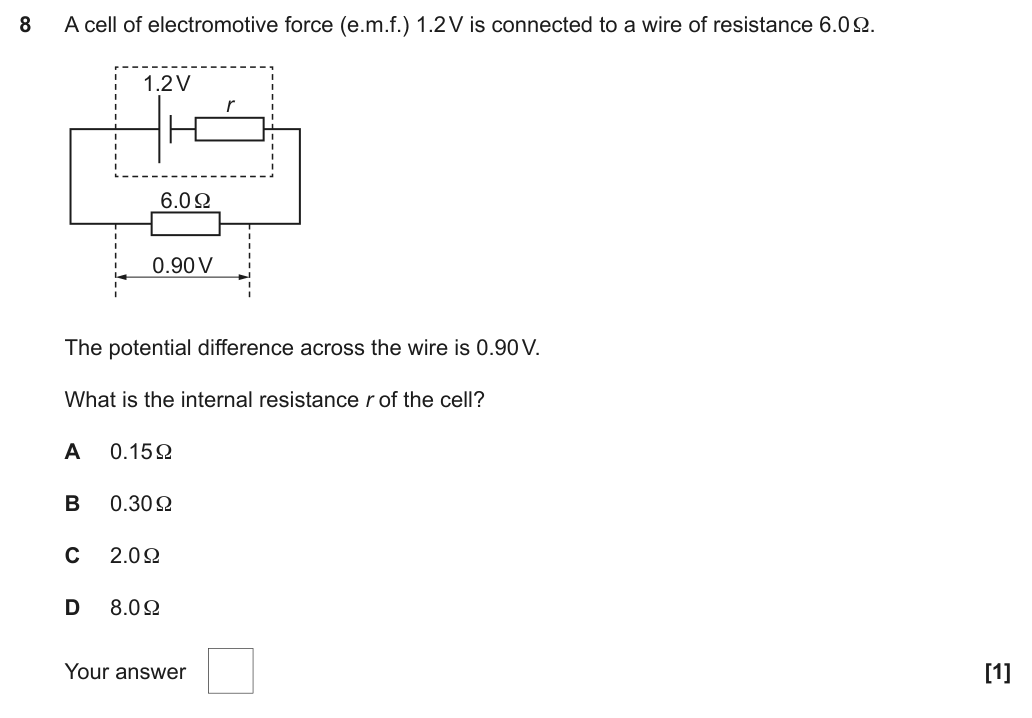 8 A cell of electromotive force (e.m.f.) 1.2 V is connected to a wire of resistance 6.0 Ω.
1.2 V
r
6.0 Ω
0.90 V
The potential difference across the wire is 0.90 V.
What is the internal resistance r of the cell?
A 0.15 Ω
B 0.30 Ω
C 2.0 Ω
D 8.0 Ω
Your answer [1]